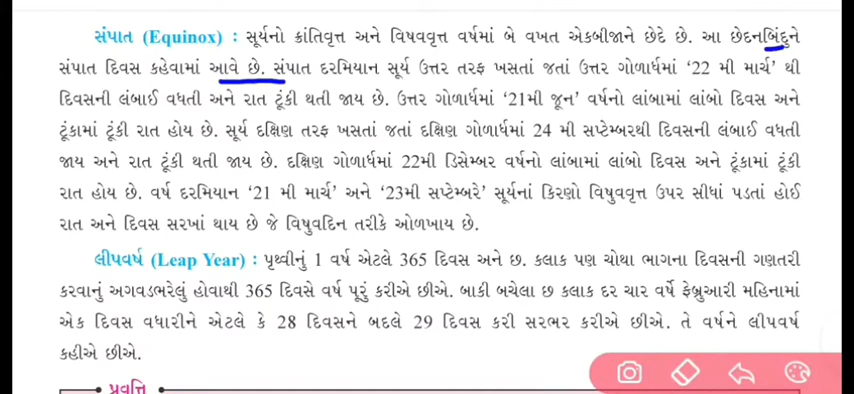 સંપાત (Equinox) : સૂર્યનો ક્રાંતિવૃત્ત અને વિષવવૃત્ત વર્ષમાં બે વખત એકબીજાને છેદે છે. આ છેદનબિંદુને
સંપાત દિવસ કહેવામાં આવે છે. સંપાત દરમિયાન સૂર્ય ઉત્તર તરફ ખસતાં જતાં ઉત્તર ગોળાર્ધમાં ‘22 મી માર્ચ’ થી
દિવસની લંબાઈ વધતી અને રાત ટૂંકી થતી જાય છે. ઉત્તર ગોળાર્ધમાં ‘21મી જૂન’ વર્ષનો લાંબામાં લાંબો દિવસ અને
ટૂંકામાં ટૂંકી રાત હોય છે. સૂર્ય દક્ષિણ તરફ ખસતાં જતાં દક્ષિણ ગોળાર્ધમાં 24 મી સપ્ટેમ્બરથી દિવસની લંબાઈ વધતી
જાય અને રાત ટૂંકી થતી જાય છે. દક્ષિણ ગોળાર્ધમાં 22મી ડિસેમ્બર વર્ષનો લાંબામાં લાંબો દિવસ અને ટૂંકામાં ટૂંકી
રાત હોય છે. વર્ષ દરમિયાન ‘21 મી માર્ચ’ અને ‘23મી સપ્ટેમ્બરે’ સૂર્યનાં કિરણો વિષુવવૃત્ત ઉપર સીધાં પડતાં હોઈ
રાત અને દિવસ સરખાં થાય છે જે વિષુવદિન તરીકે ઓળખાય છે.
લીપવર્ષ (Leap Year) : પૃથ્વીનું 1 વર્ષ એટલે 365 દિવસ અને છ. કલાક પણ ચોથા ભાગના દિવસની ગણતરી
કરવાનું અગવડભરેલું હોવાથી 365 દિવસે વર્ષ પૂરું કરીએ છીએ. બાકી બચેલા છ કલાક દર ચાર વર્ષે ફેબ્રુઆરી મહિનામાં
એક દિવસ વધારીને એટલે કે 28 દિવસને બદલે 29 દિવસ કરી સરભર કરીએ છીએ. તે વર્ષને લીપવર્ષ
કહીએ છીએ.
પ્રવૃત્તિ